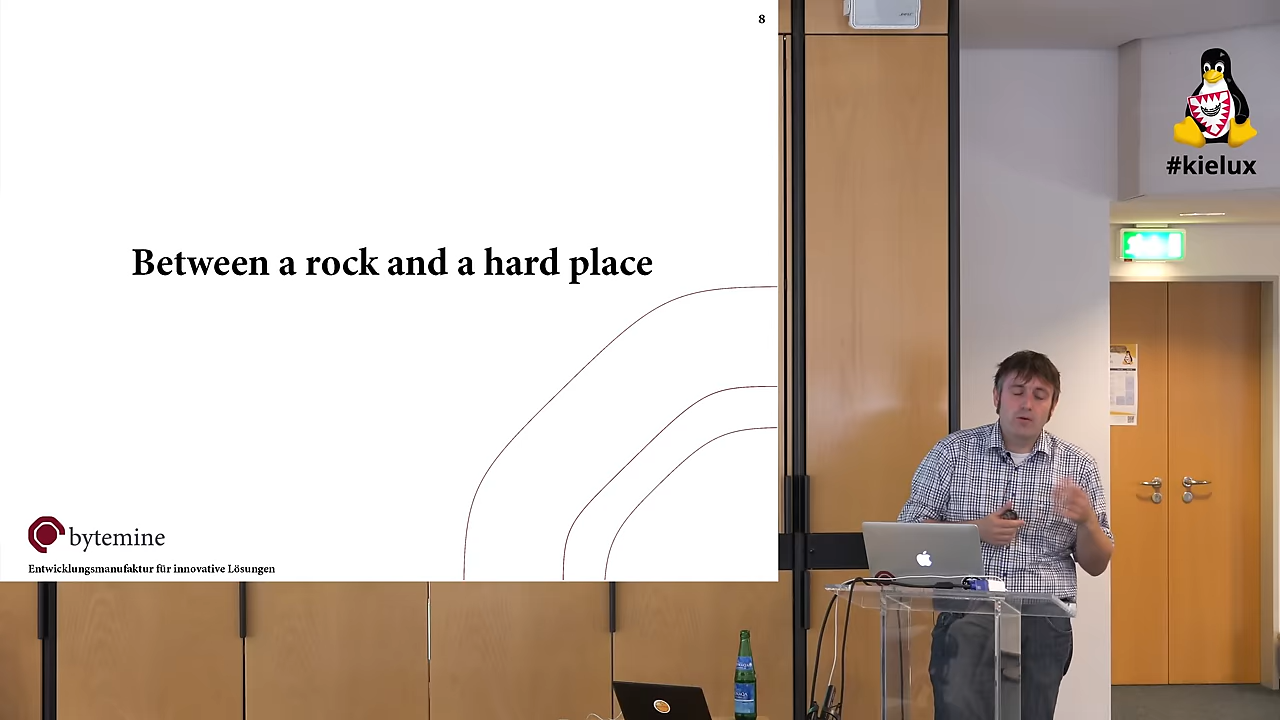 8
Between a rock and a hard place
bytemine
Entwicklungsmanufaktur für innovative Lösungen
#kielux